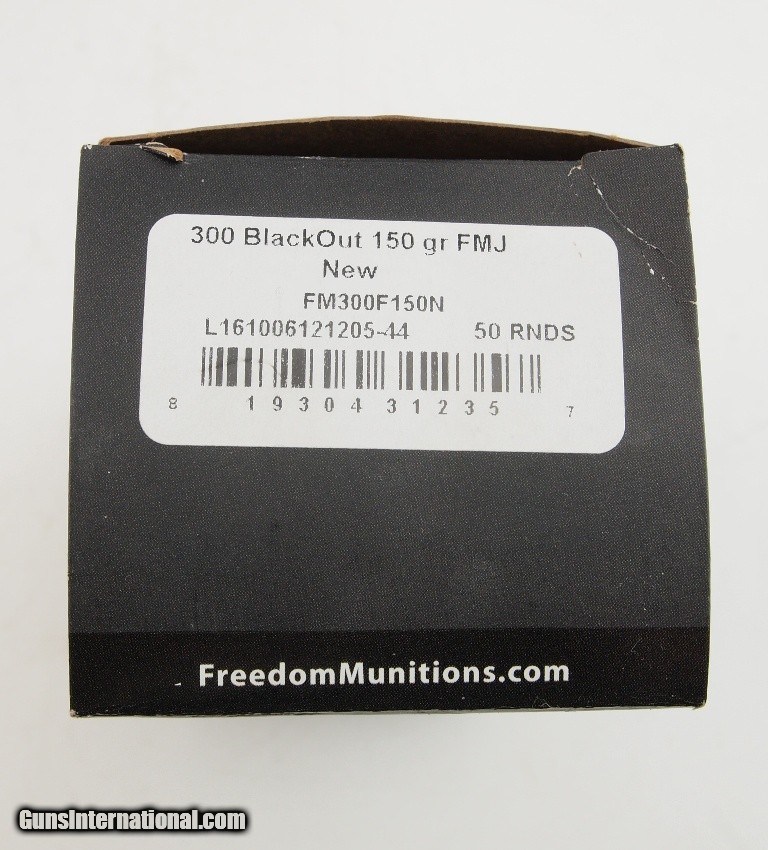 300 BlackOut 150 gr FMJ
New
FM300F150N
L161006121205-44 50 RNDS
8 19304 31235 7
FreedomMunitions.com
GunsInternational.com